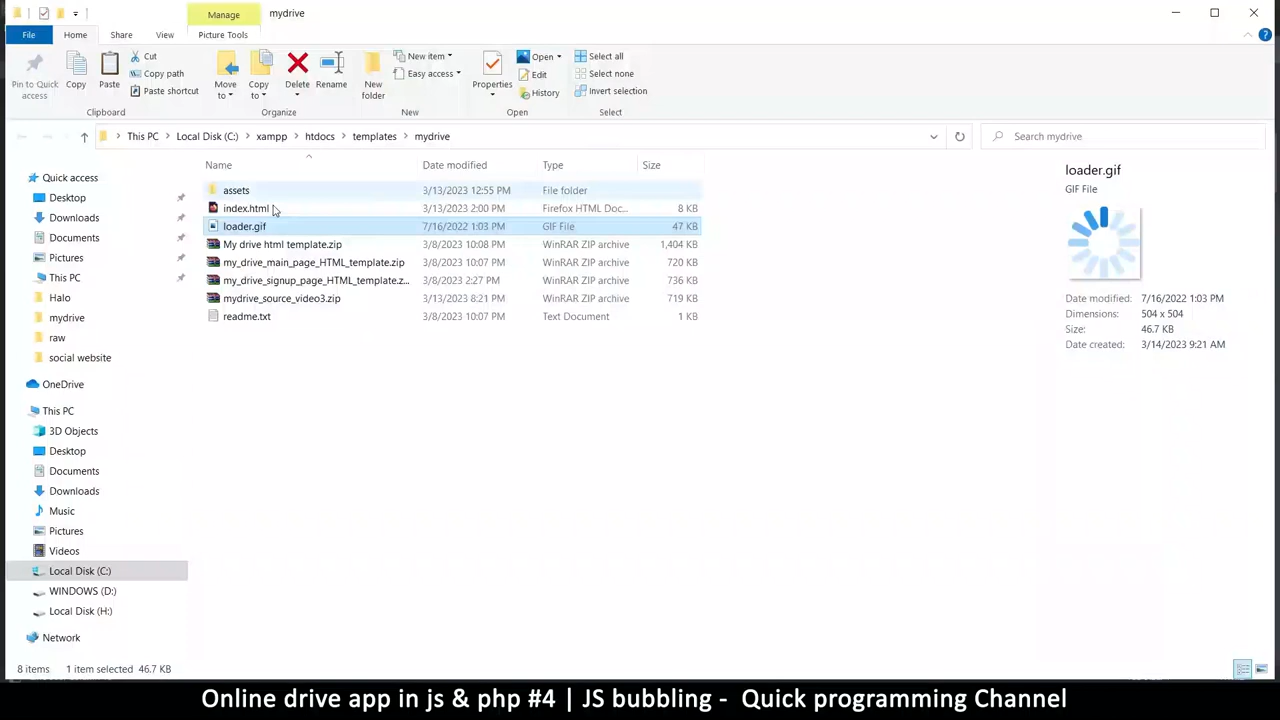 Manage
mydrive
File
Home
Share
View
Picture Tools
Pin to Quick access
Copy
Paste
Cut
Copy path
Paste shortcut
Clipboard
Move to
Copy to
Delete
Rename
Organize
New folder
New item
Easy access
New
Properties
Open
Edit
History
Open
Select all
Select none
Invert selection
Select
This PC
Local Disk (C:)
xampp
htdocs
templates
mydrive
Search mydrive
Name
Date modified
Type
Size
assets 3/13/2023 12:55 PM File folder
index.html 3/13/2023 2:00 PM Firefox HTML Doc... 8 KB
loader.gif 7/16/2022 1:03 PM GIF File 47 KB
My drive html template.zip 3/8/2023 10:08 PM WinRAR ZIP archive 1,404 KB
my_drive_main_page_HTML_template.zip 3/8/2023 10:07 PM WinRAR ZIP archive 720 KB
my_drive_signup_page_HTML_template.z... 3/8/2023 2:27 PM WinRAR ZIP archive 736 KB
mydrive_source_video3.zip 3/13/2023 8:21 PM WinRAR ZIP archive 719 KB
readme.txt 3/8/2023 10:07 PM Text Document 1 KB
Quick access
Desktop
Downloads
Documents
Pictures
This PC
Halo
mydrive
raw
social website
OneDrive
This PC
3D Objects
Desktop
Documents
Downloads
Music
Pictures
Videos
Local Disk (C:)
WINDOWS (D:)
Local Disk (H:)
Network
loader.gif
GIF File
Date modified: 7/16/2022 1:03 PM
Dimensions: 504 x 504
Size: 46.7 KB
Date created: 3/14/2023 9:21 AM
8 items 1 item selected 46.7 KB
Online drive app in js & php #4 | JS bubbling - Quick programming Channel